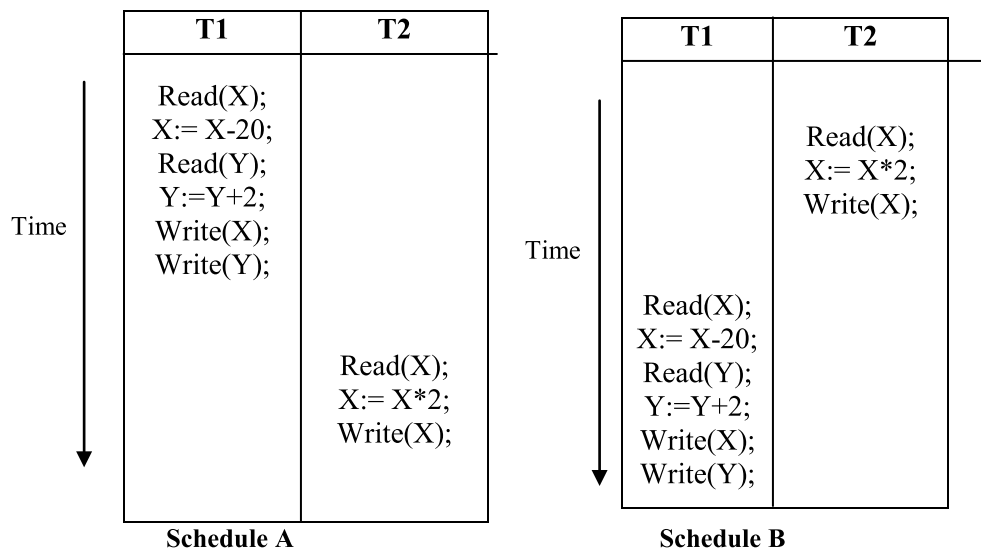 T1 T2
Read(X);
X:= X-20;
Read(Y);
Y:=Y+2;
Write(X);
Write(Y);
Read(X);
X:= X*2;
Write(X);
Time
Schedule A
T1 T2
Read(X);
X:= X*2;
Write(X);
Time
Read(X);
X:= X-20;
Read(Y);
Y:=Y+2;
Write(X);
Write(Y);
Schedule B